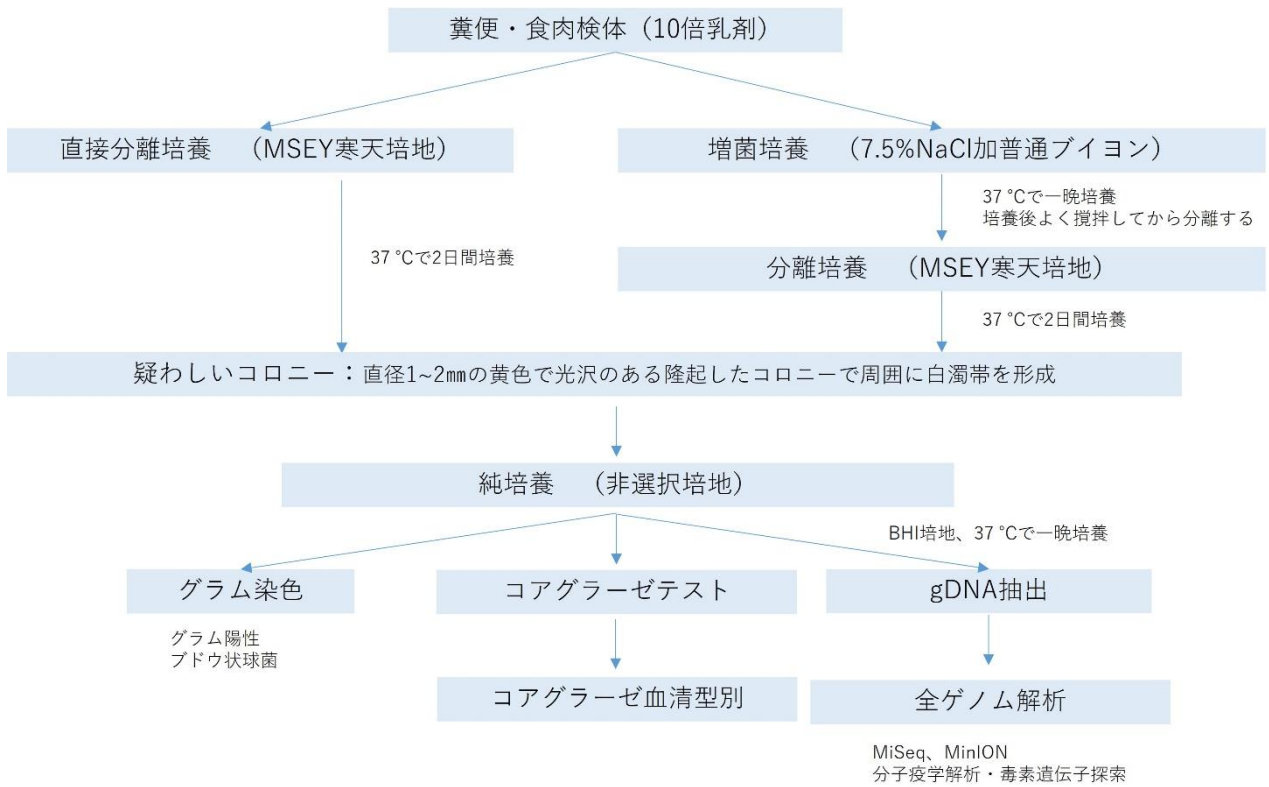 糞便・食肉検体（10倍乳剤）
直接分離培養　（MSEY寒天培地）
増菌培養　（7.5%NaCl加普通ブイヨン）
37 ℃で一晩培養
培養後よく撹拌してから分離する
37 ℃で2日間培養
分離培養　（MSEY寒天培地）
37 ℃で2日間培養
疑わしいコロニー：直径1~2㎜の黄色で光沢のある隆起したコロニーで周囲に白濁帯を形成
純培養　（非選択培地）
BHI培地、37 ℃で一晩培養
グラム染色
コアグラーゼテスト
gDNA抽出
グラム陽性
ブドウ状球菌
コアグラーゼ血清型別
全ゲノム解析
MiSeq、MinION
分子疫学解析・毒素遺伝子探索